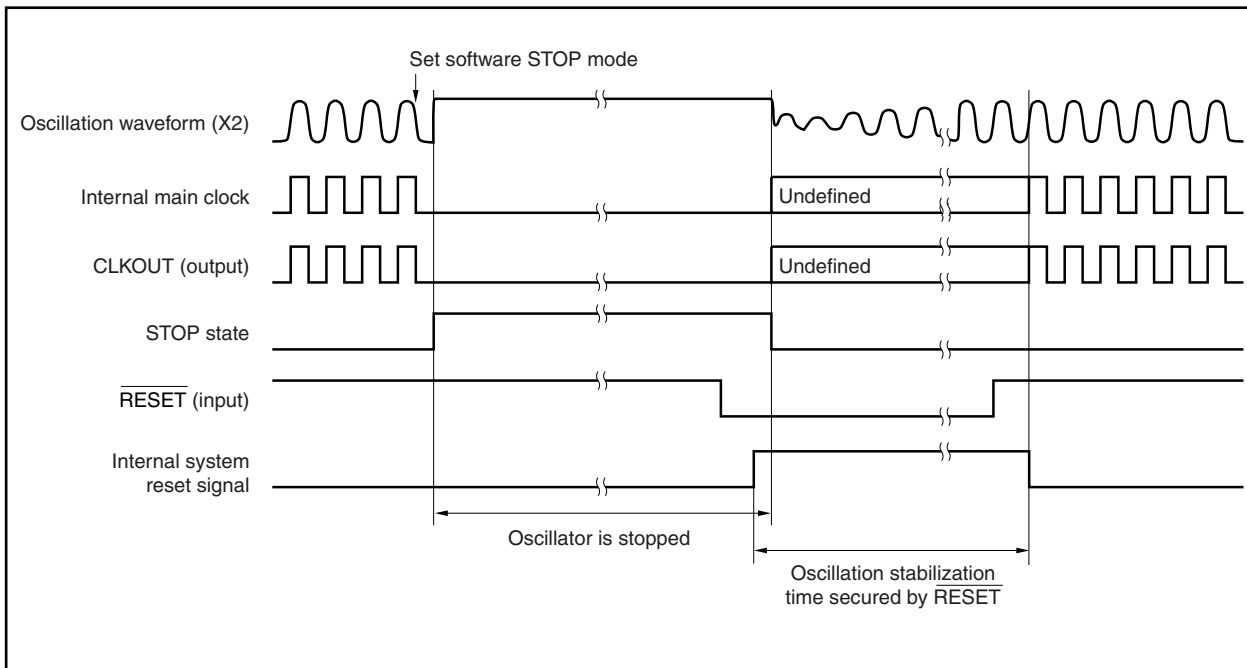 Set software STOP mode
Oscillation waveform (X2)
Internal main clock
Undefined
CLKOUT (output)
Undefined
STOP state
RESET (input)
Internal system
reset signal
Oscillator is stopped
Oscillation stabilization
time secured by RESET